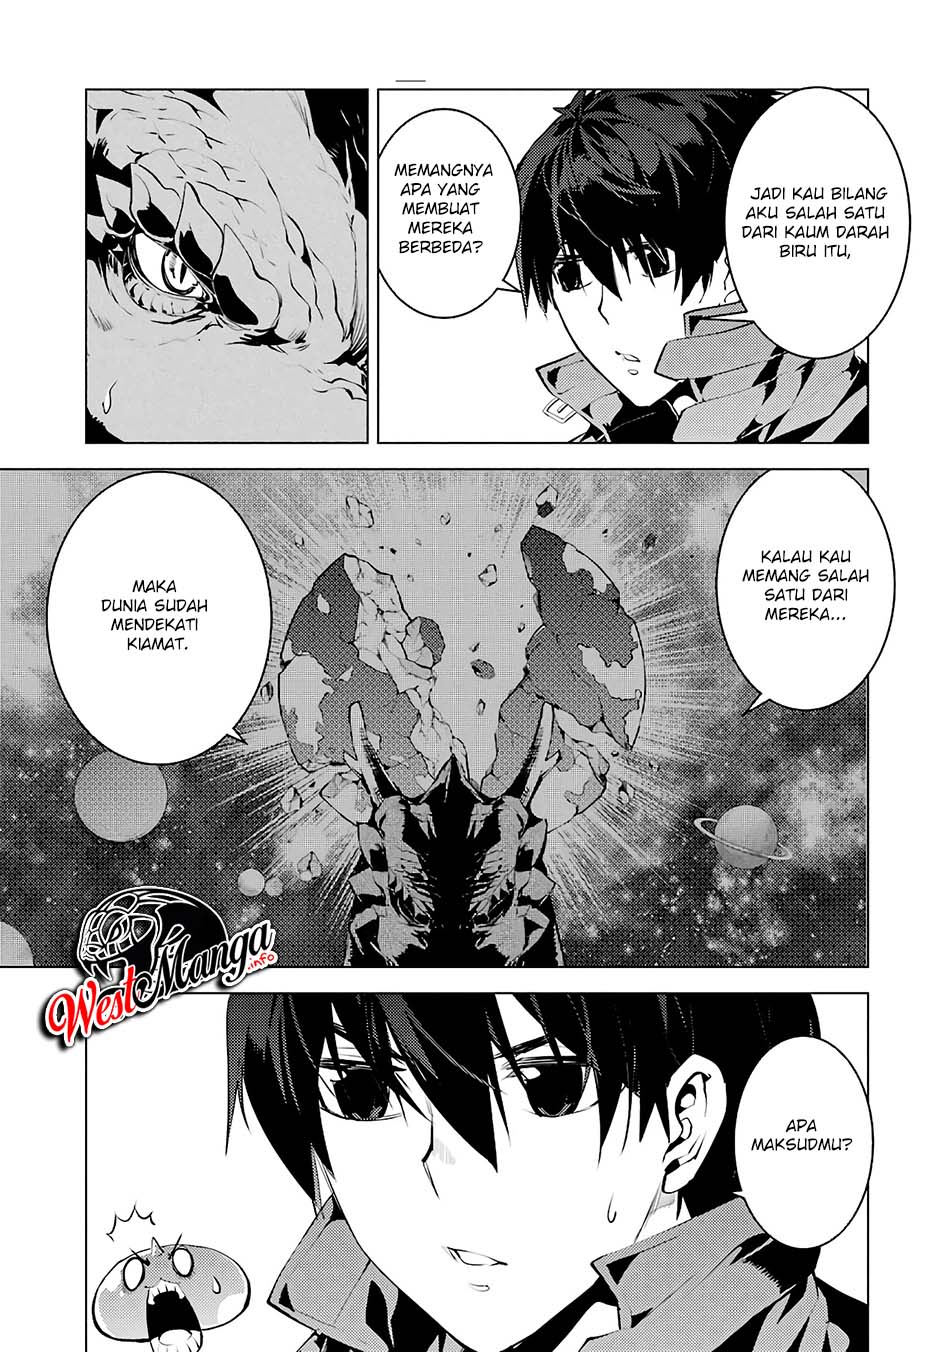 JADI KAU BILANG
AKU SALAH SATU
DARI KAUM DARAH
BIRU ITU,
MEMANGNYA
APA YANG
MEMBUAT
MEREKA
BERBEDA?
KALAU KAU
MEMANG SALAH
SATU DARI
MEREKA...
MAKA
DUNIA SUDAH
MENDEKATI
KIAMAT.
WestManga
.info
APA
MAKSUDMU?